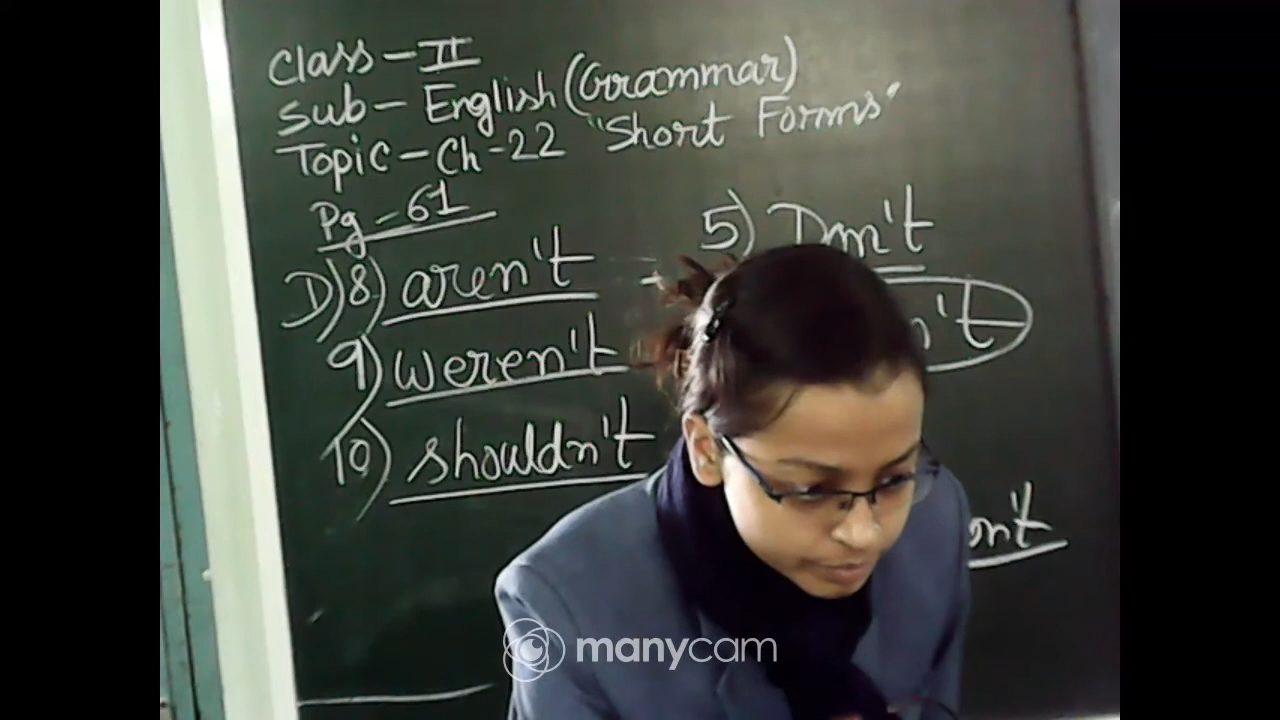 Class - II
Sub - English (Grammar)
Topic - Ch - 22 "Short Forms"
Pg - 61
D) 8) aren't
9) weren't
10) shouldn't
5) Don't
manycam